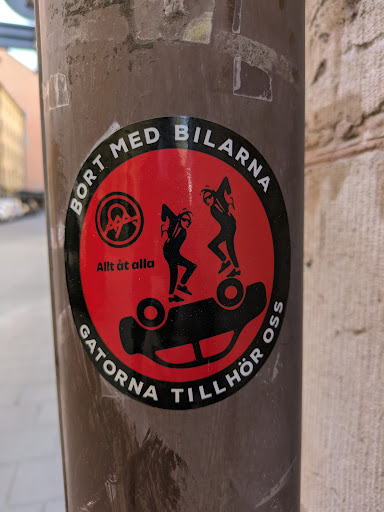 BORT MED BILARNA
Allt åt alla
GATORNA TILLHÖR OSS